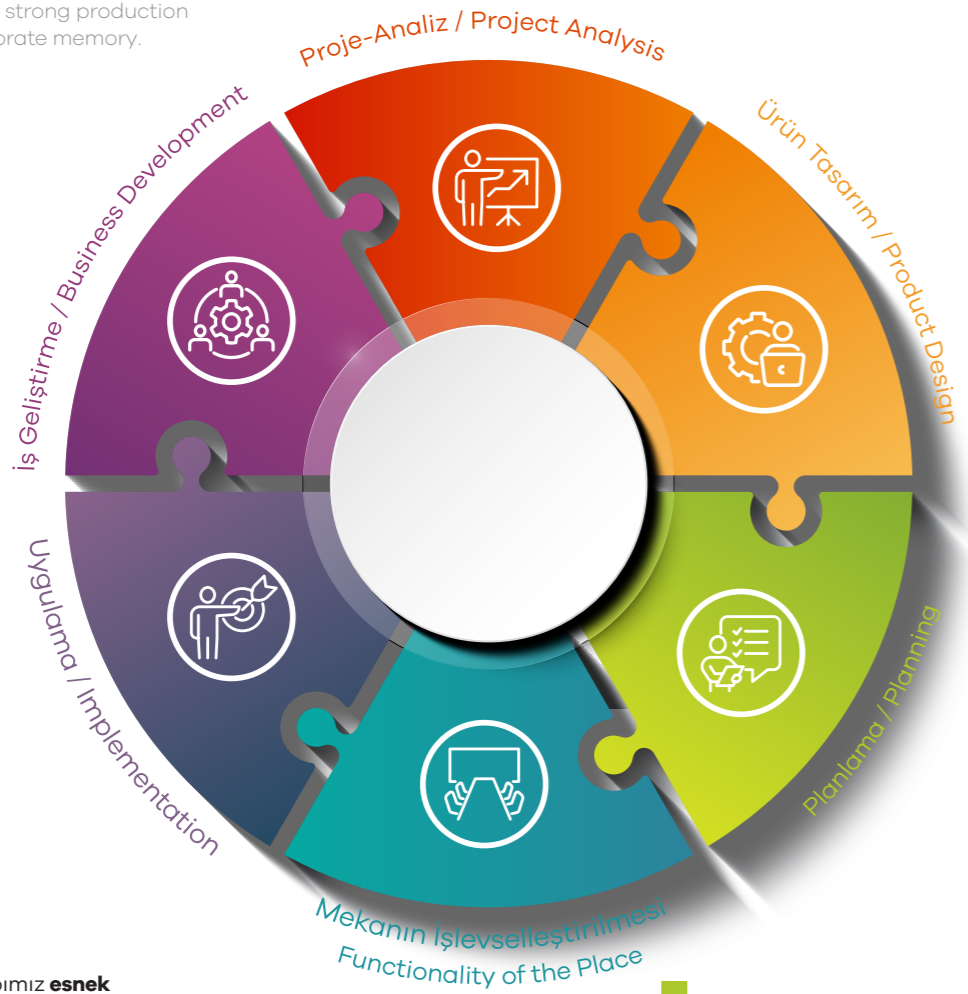 strong production
orate memory.
Proje-Analiz / Project Analysis
Ürün Tasarım / Product Design
Planlama / Planning
Mekanın İşlevselleştirilmesi
Functionality of the Place
Uygulama / Implementation
İş Geliştirme / Business Development
ımız esnek